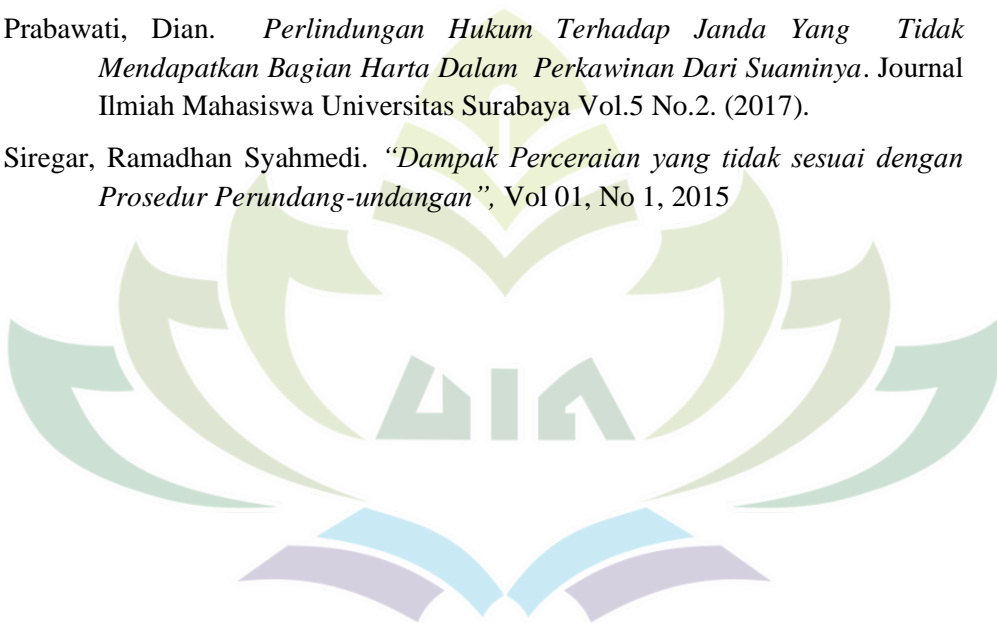 Prabawati, Dian. Perlindungan Hukum Terhadap Janda Yang Tidak
Mendapatkan Bagian Harta Dalam Perkawinan Dari Suaminya. Journal
Ilmiah Mahasiswa Universitas Surabaya Vol.5 No.2. (2017).
Siregar, Ramadhan Syahmedi. “Dampak Perceraian yang tidak sesuai dengan
Prosedur Perundang-undangan”, Vol 01, No 1, 2015
UIN